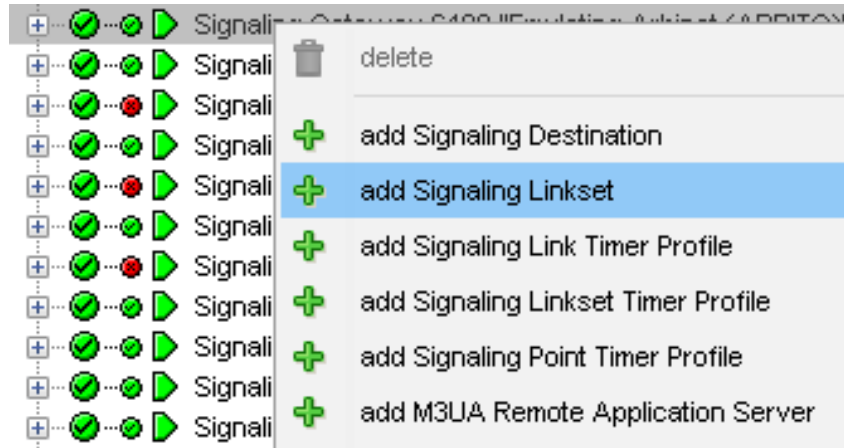 Signaling Gateway
delete
Signali
Signali
add Signaling Destination
Signali
add Signaling Linkset
Signali
Signali
add Signaling Link Timer Profile
Signali
add Signaling Linkset Timer Profile
Signali
add Signaling Point Timer Profile
Signali
Signali
add M3UA Remote Application Server
Signali